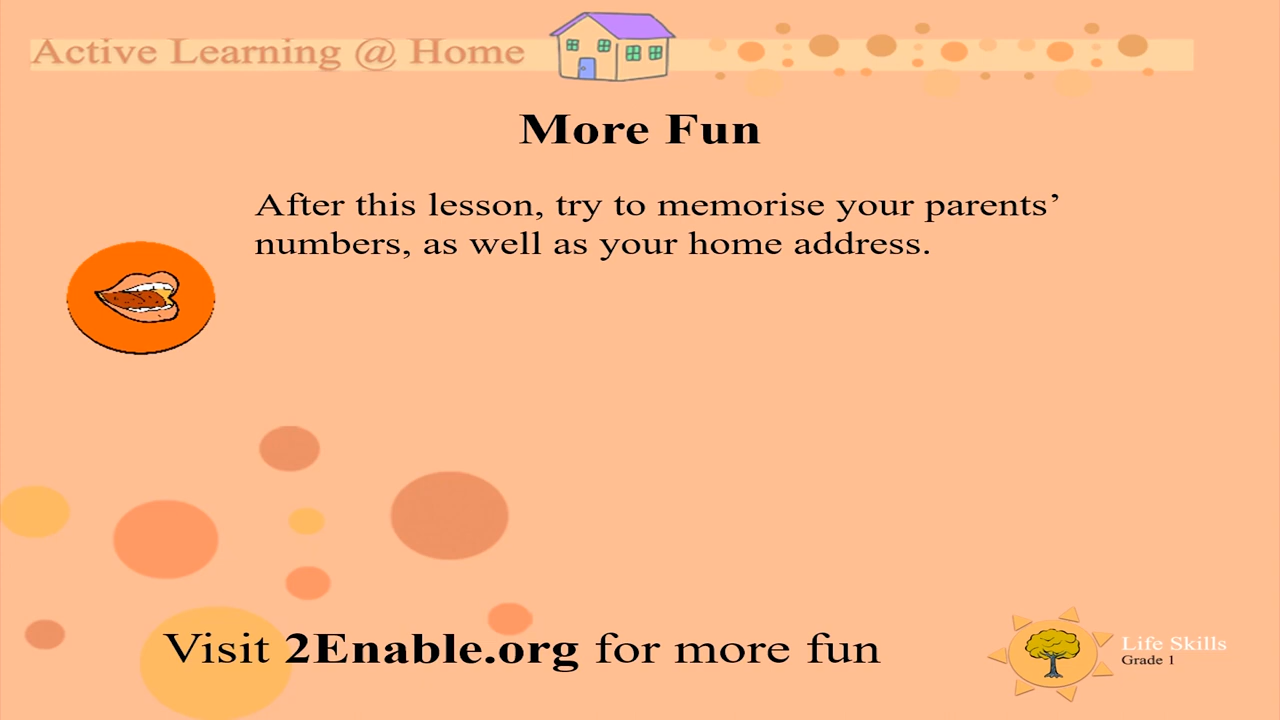 Active Learning @ Home
More Fun
After this lesson, try to memorise your parents’
numbers, as well as your home address.
Visit 2Enable.org for more fun
Life Skills
Grade 1